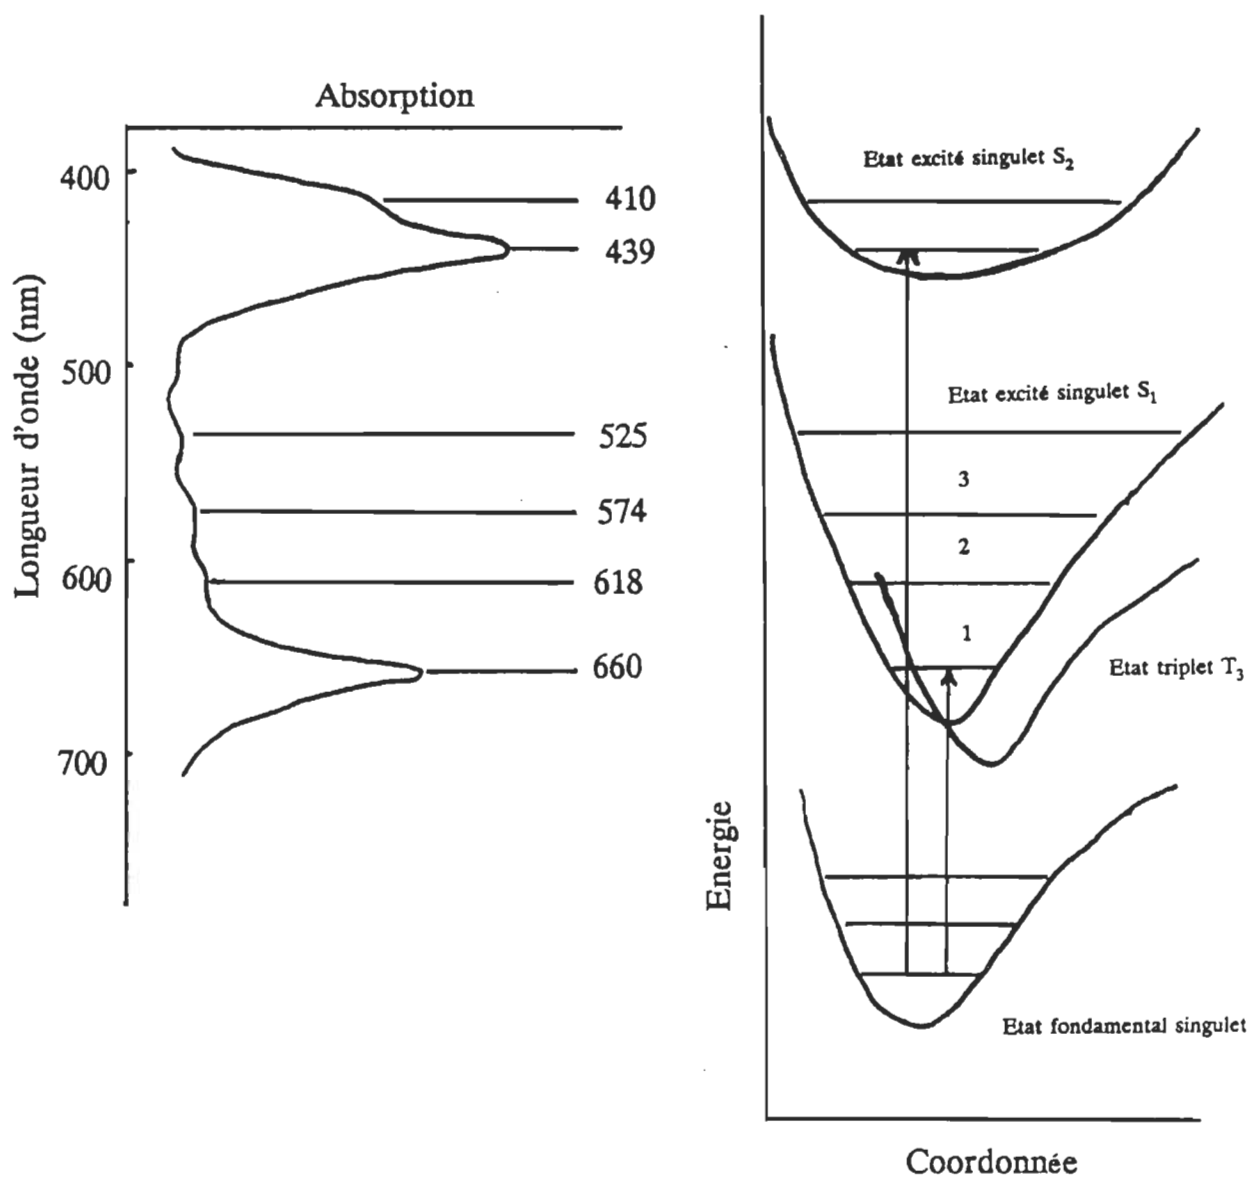 Absorption
Longueur d'onde (nm)
400
500
600
700
410
439
525
574
618
660
Etat excité singulet S₂
Etat excité singulet S₁
3
2
1
Etat triplet T₃
Etat fondamental singulet
Energie
Coordonnée